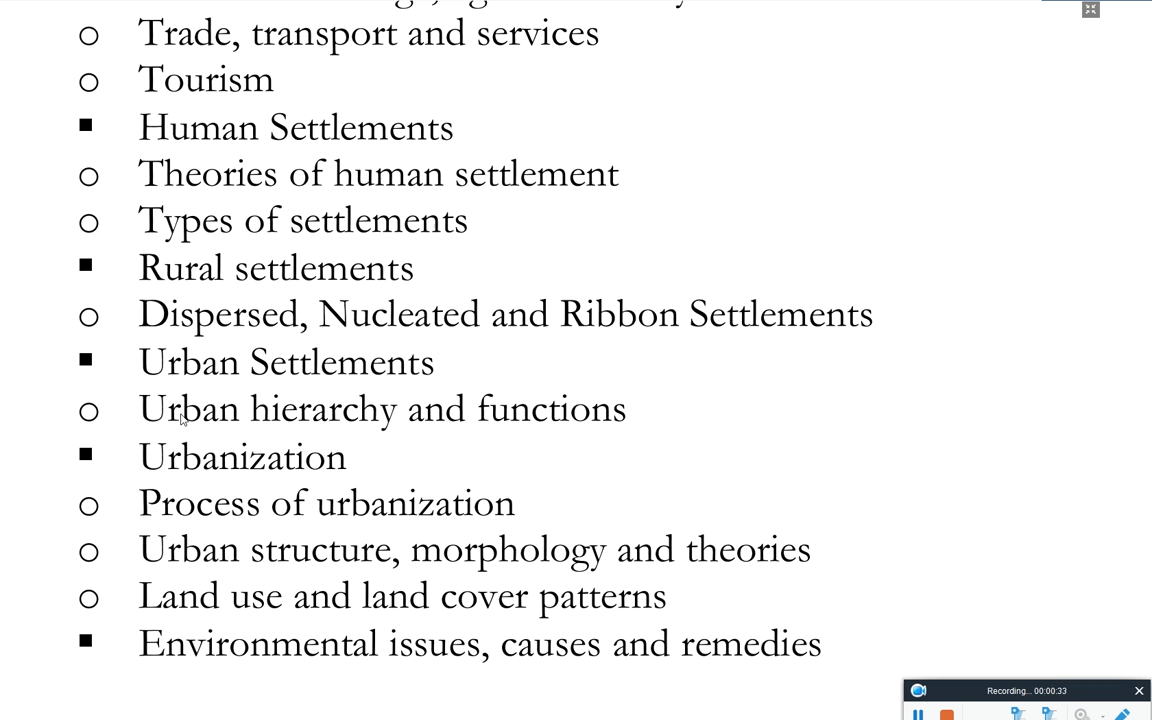 Trade, transport and services
Tourism
Human Settlements
Theories of human settlement
Types of settlements
Rural settlements
Dispersed, Nucleated and Ribbon Settlements
Urban Settlements
Urban hierarchy and functions
Urbanization
Process of urbanization
Urban structure, morphology and theories
Land use and land cover patterns
Environmental issues, causes and remedies
Recording... 00:00:33